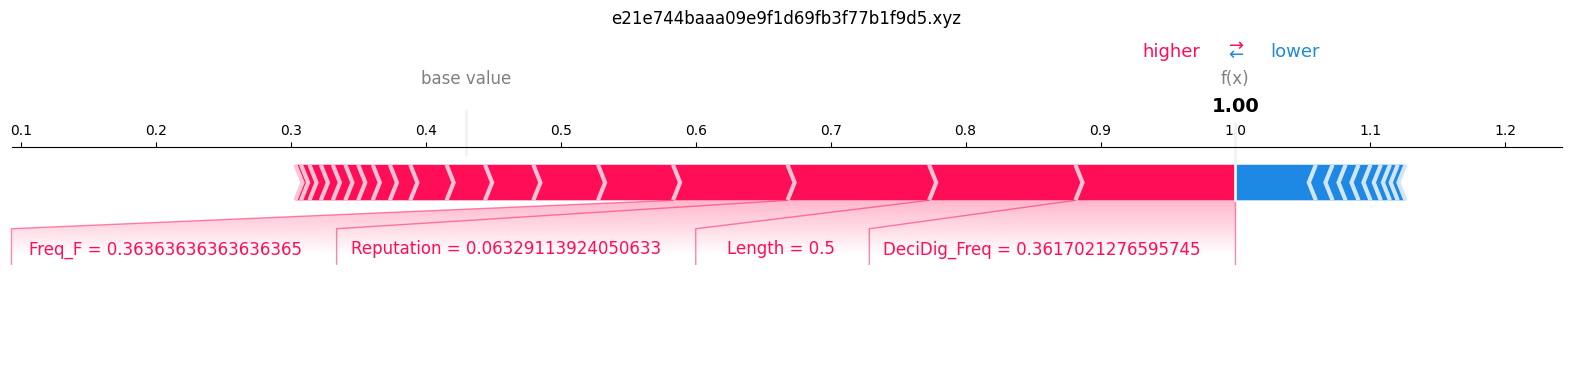 e21e744baaa09e9f1d69fb3f77b1f9d5.xyz
higher → ← lower
base value f(x)
1.00
0.1 0.2 0.3 0.4 0.5 0.6 0.7 0.8 0.9 1.0 1.1 1.2
Freq_F = 0.36363636363636365 Reputation = 0.06329113924050633 Length = 0.5 DeciDig_Freq = 0.3617021276595745